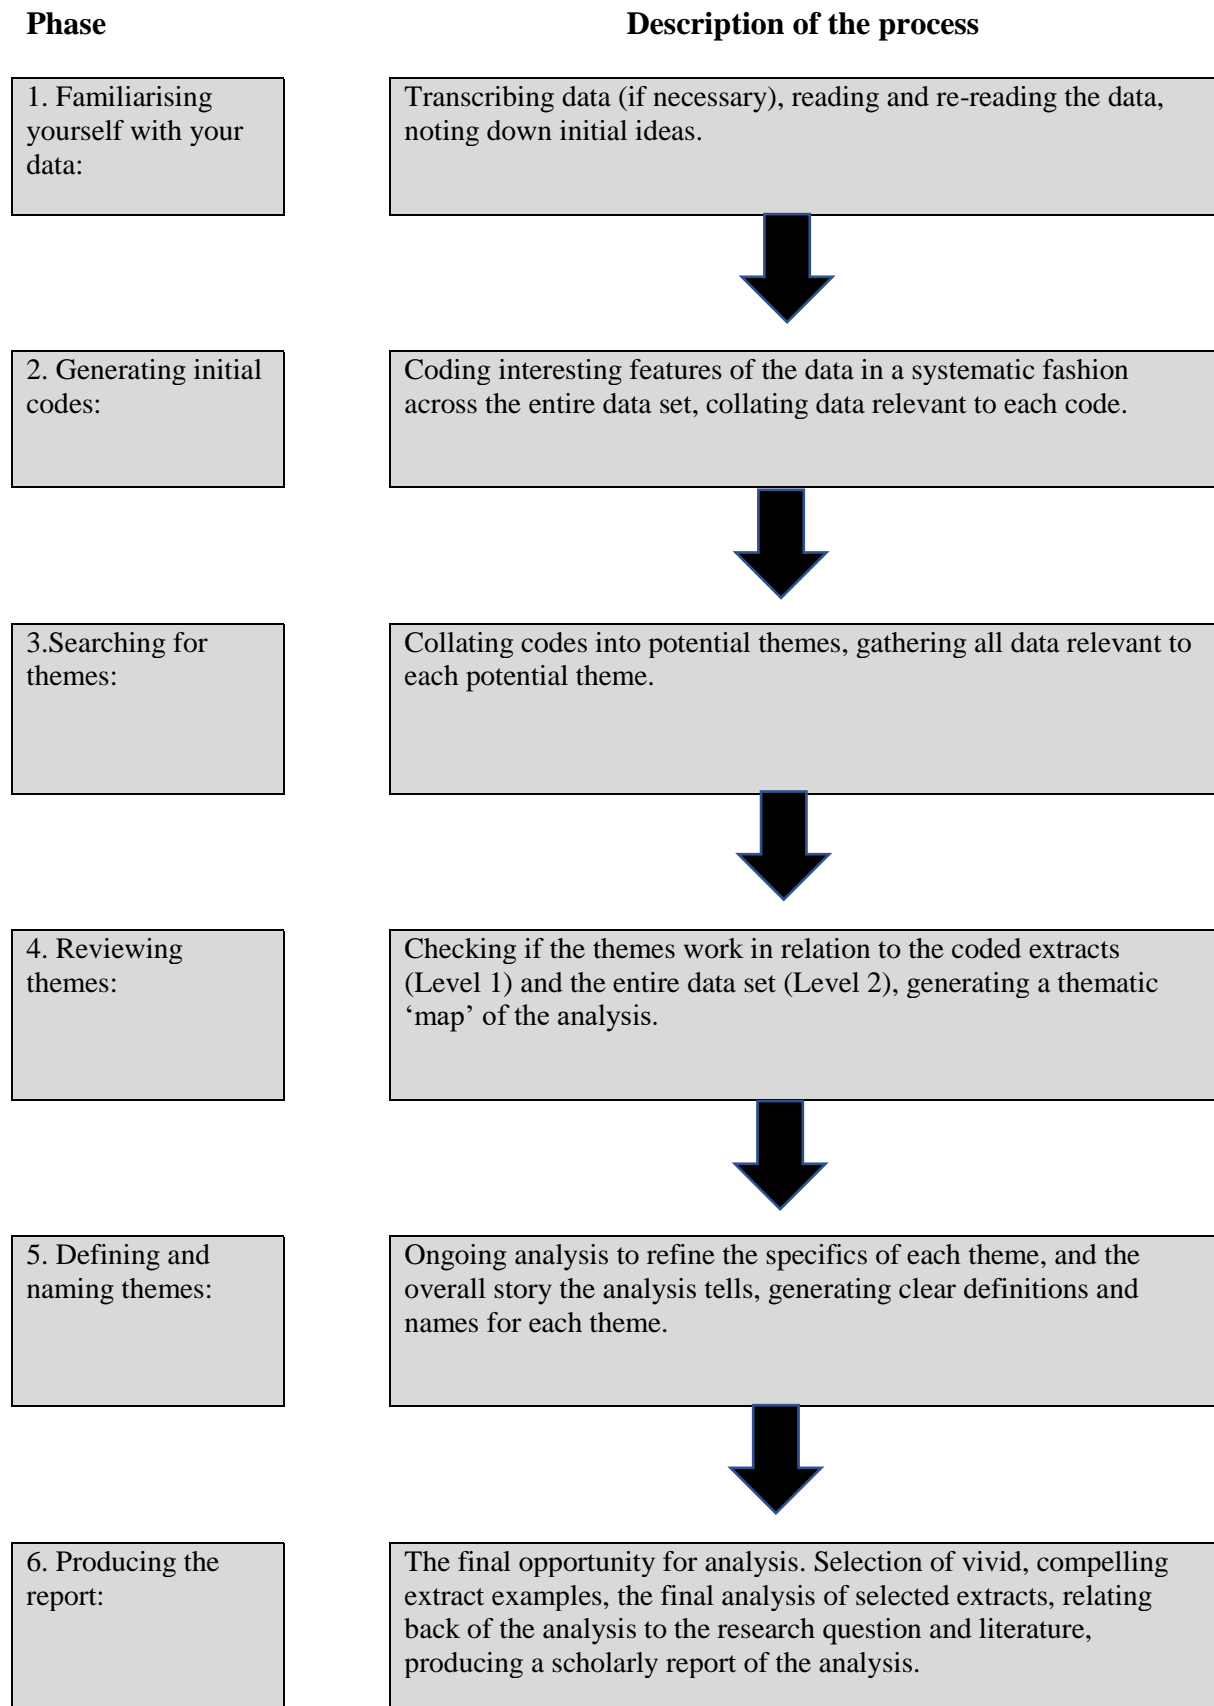 Phase
Description of the process
1. Familiarising
yourself with your
data:
Transcribing data (if necessary), reading and re-reading the data,
noting down initial ideas.
2. Generating initial
codes:
Coding interesting features of the data in a systematic fashion
across the entire data set, collating data relevant to each code.
3.Searching for
themes:
Collating codes into potential themes, gathering all data relevant to
each potential theme.
4. Reviewing
themes:
Checking if the themes work in relation to the coded extracts
(Level 1) and the entire data set (Level 2), generating a thematic
‘map’ of the analysis.
5. Defining and
naming themes:
Ongoing analysis to refine the specifics of each theme, and the
overall story the analysis tells, generating clear definitions and
names for each theme.
6. Producing the
report:
The final opportunity for analysis. Selection of vivid, compelling
extract examples, the final analysis of selected extracts, relating
back of the analysis to the research question and literature,
producing a scholarly report of the analysis.